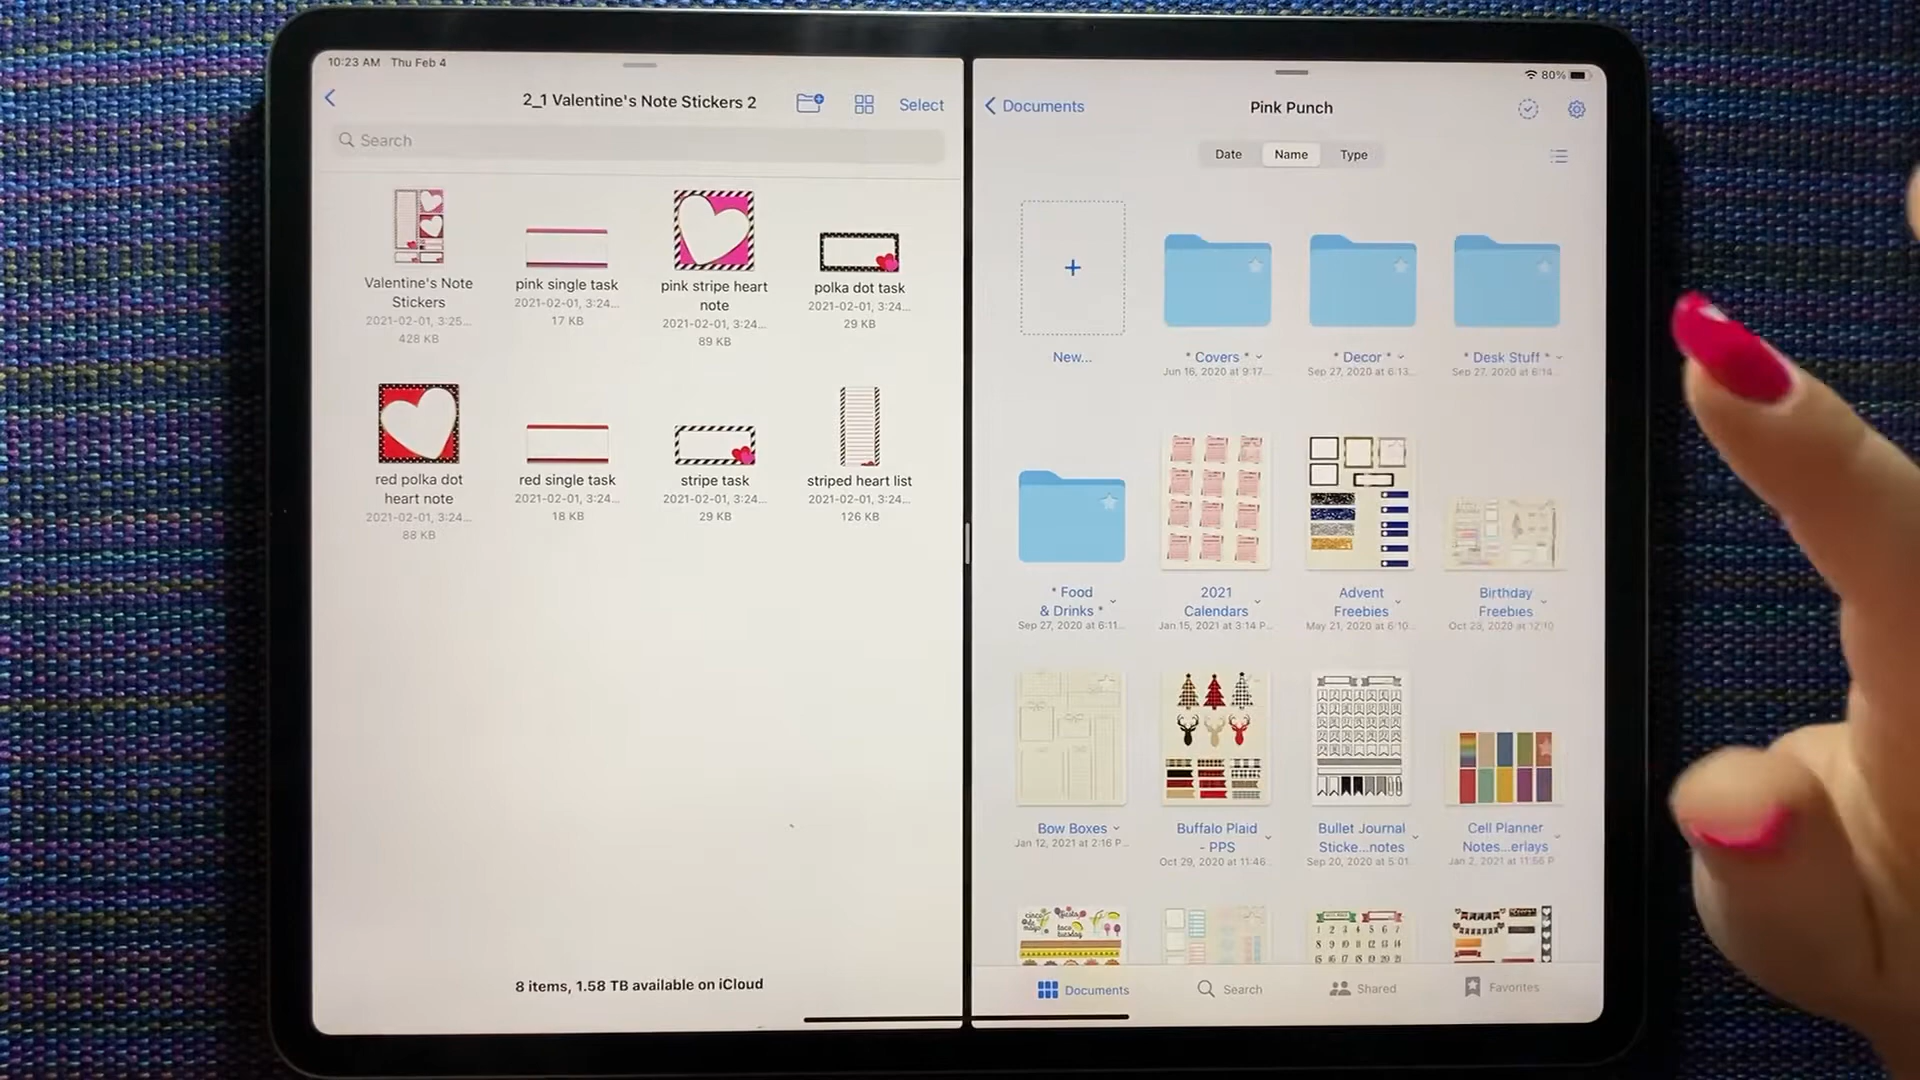 10:23 AM Thu Feb 4
2_1 Valentine's Note Stickers 2
Select
Search
Valentine's Note
Stickers
2021-02-01, 3:25...
428 KB
pink single task
2021-02-01, 3:24...
17 KB
pink stripe heart
note
2021-02-01, 3:24...
89 KB
polka dot task
2021-02-01, 3:24...
29 KB
red polka dot
heart note
2021-02-01, 3:24...
88 KB
red single task
2021-02-01, 3:24...
18 KB
stripe task
2021-02-01, 3:24...
29 KB
striped heart list
2021-02-01, 3:24...
126 KB
8 items, 1.58 TB available on iCloud
80%
Documents
Pink Punch
Date Name Type
New...
* Covers *
Jun 16, 2020 at 9:17...
* Decor *
Sep 27, 2020 at 6:13...
* Desk Stuff *
Sep 27, 2020 at 6:14...
* Food
& Drinks *
Sep 27, 2020 at 6:11...
2021
Calendars
Jan 15, 2021 at 3:14 P...
Advent
Freebies
May 21, 2020 at 6:10...
Birthday
Freebies
Oct 23, 2020 at 12:10
Bow Boxes
Jan 12, 2021 at 2:16 P...
Buffalo Plaid
- PPS
Oct 29, 2020 at 11:46
Bullet Journal
Sticke...notes
Sep 20, 2020 at 5:01
Cell Planner
Notes...erlays
Jan 2, 2021 at 11:56 P
Documents
Search
Shared
Favorites